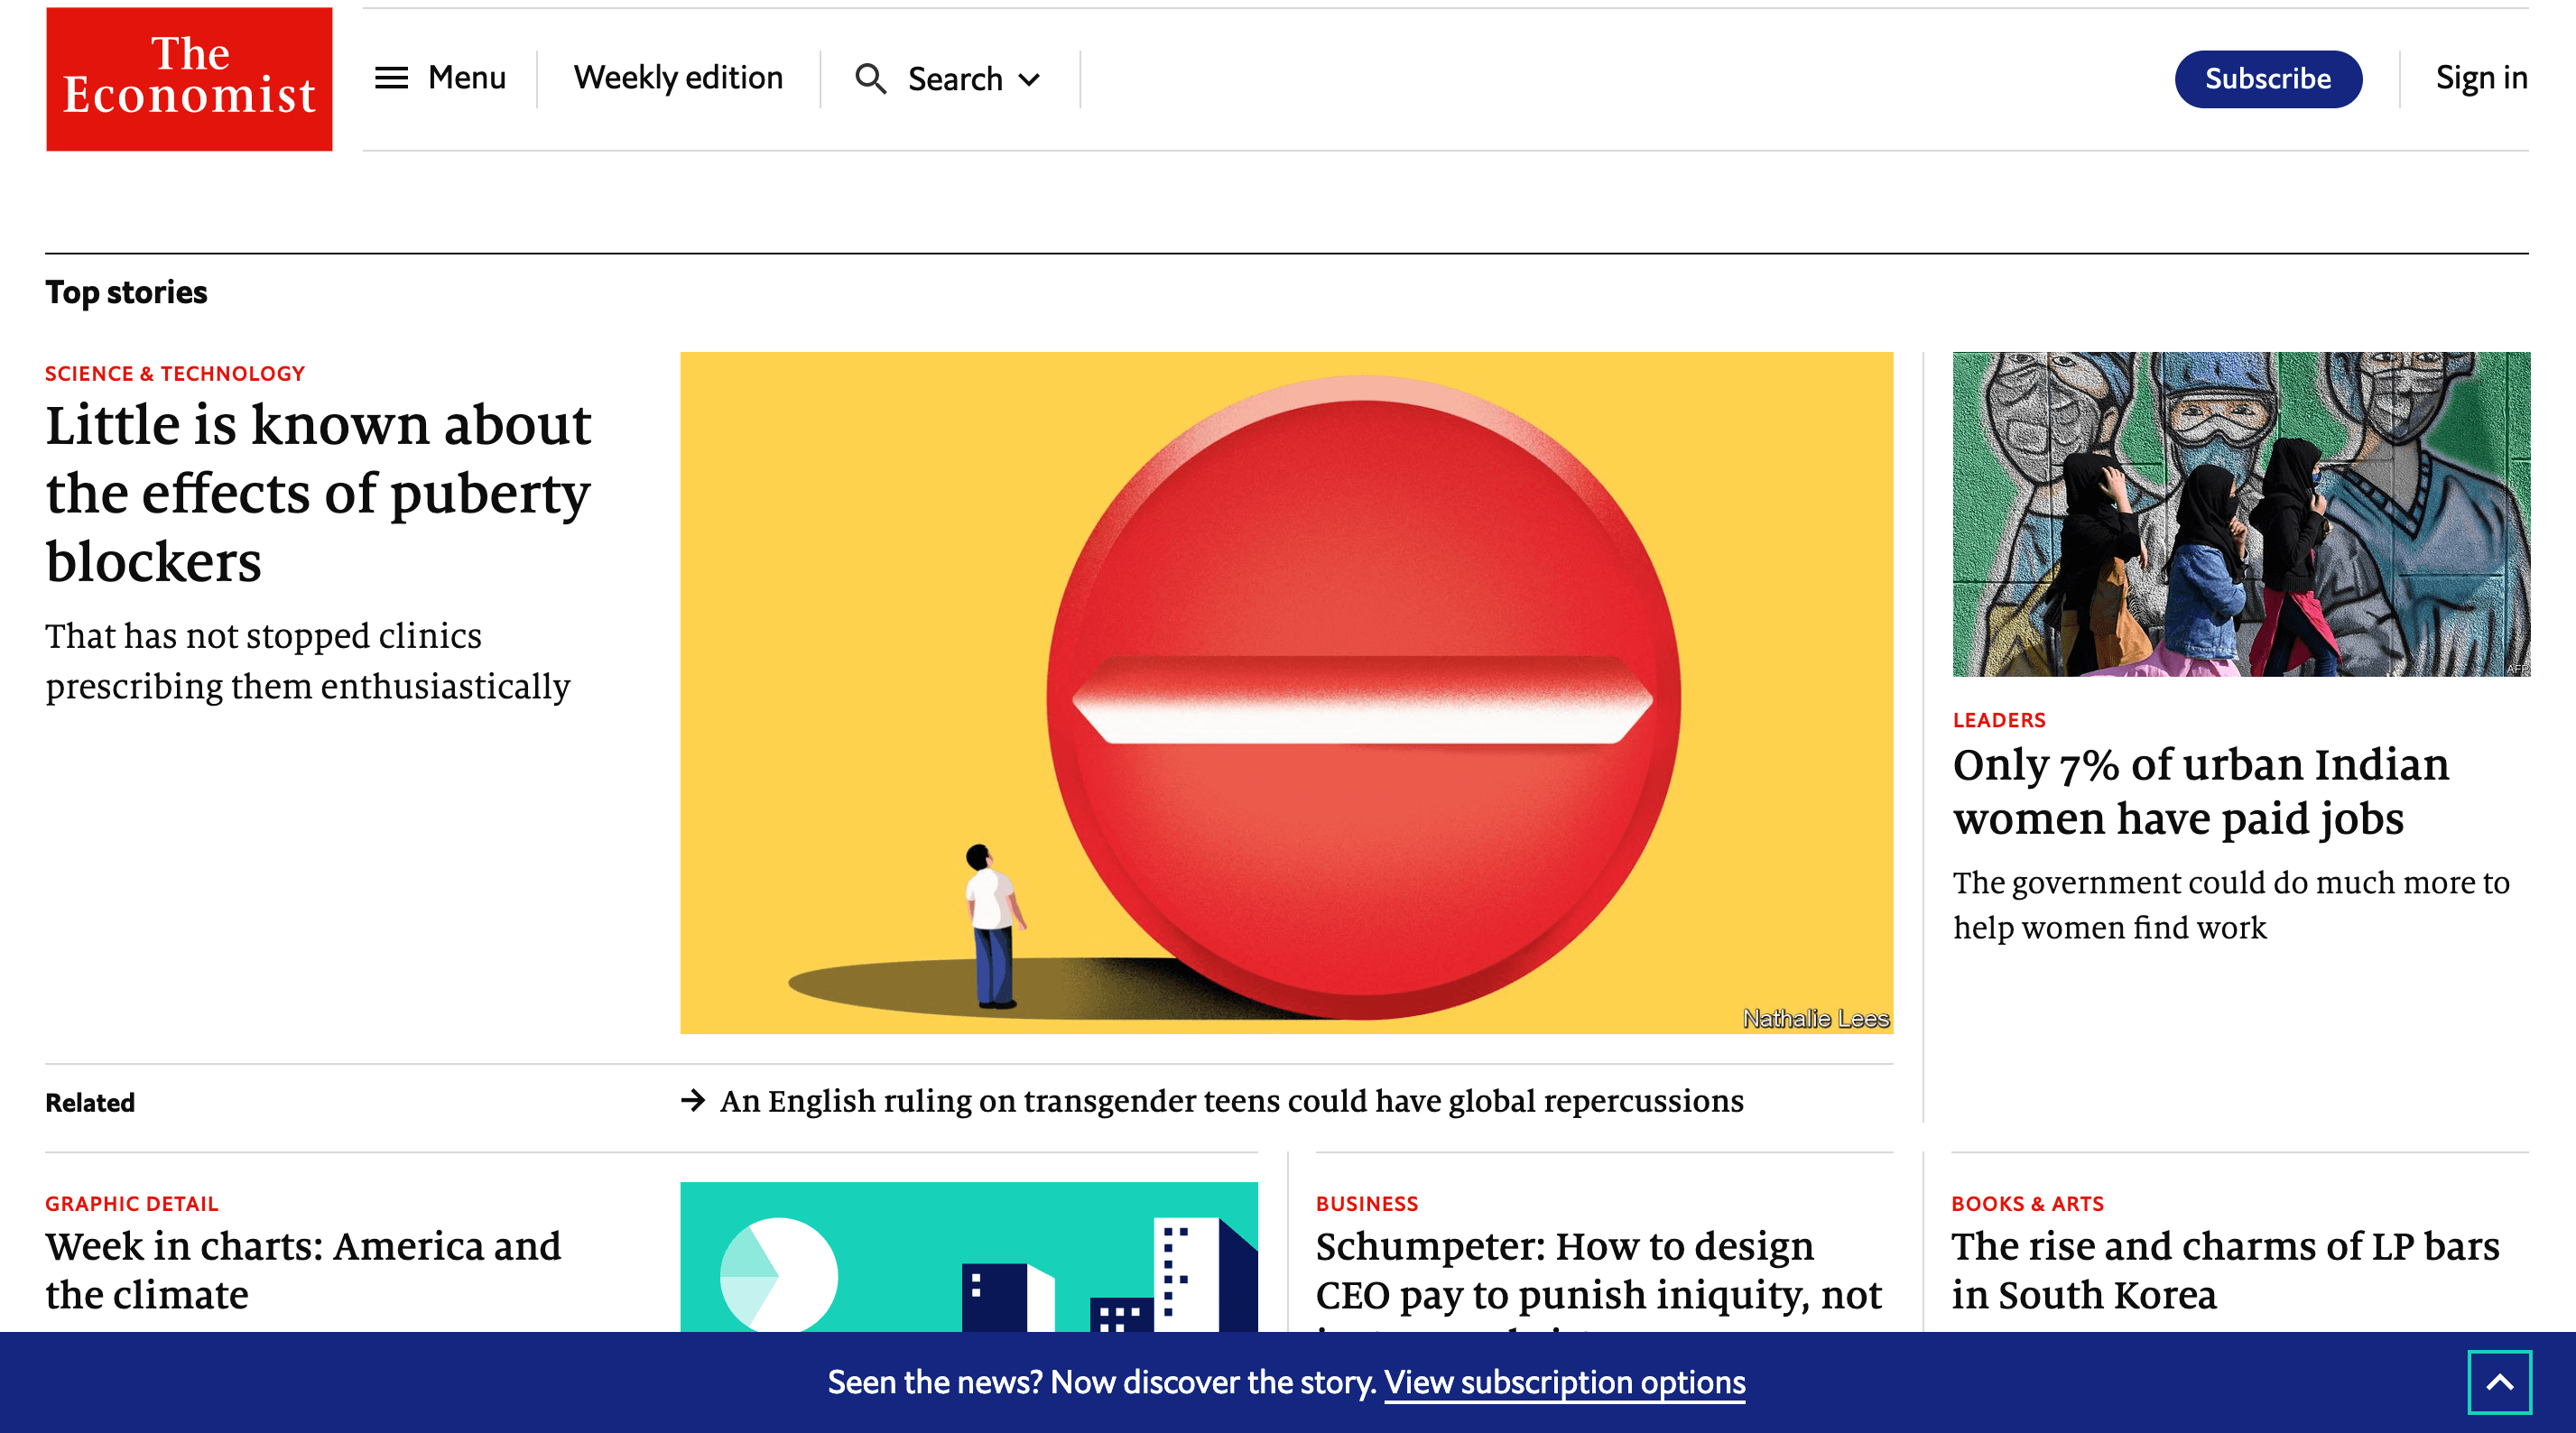 The
Economist
Menu
Weekly edition
Search
Subscribe
Sign in
Top stories
SCIENCE & TECHNOLOGY
Little is known about
the effects of puberty
blockers
That has not stopped clinics
prescribing them enthusiastically
Nathalie Lees
AFP
LEADERS
Only 7% of urban Indian
women have paid jobs
The government could do much more to
help women find work
Related
→ An English ruling on transgender teens could have global repercussions
GRAPHIC DETAIL
Week in charts: America and
the climate
BUSINESS
Schumpeter: How to design
CEO pay to punish iniquity, not
BOOKS & ARTS
The rise and charms of LP bars
in South Korea
Seen the news? Now discover the story. View subscription options